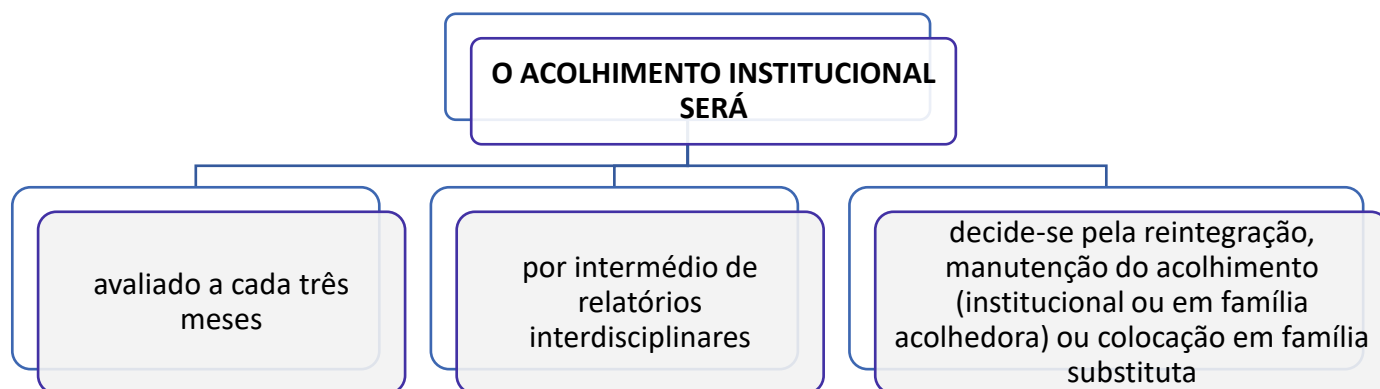 O ACOLHIMENTO INSTITUCIONAL
SERÁ
avaliado a cada três
meses
por intermédio de
relatórios
interdisciplinares
decide-se pela reintegração,
manutenção do acolhimento
(institucional ou em família
acolhedora) ou colocação em família
substituta